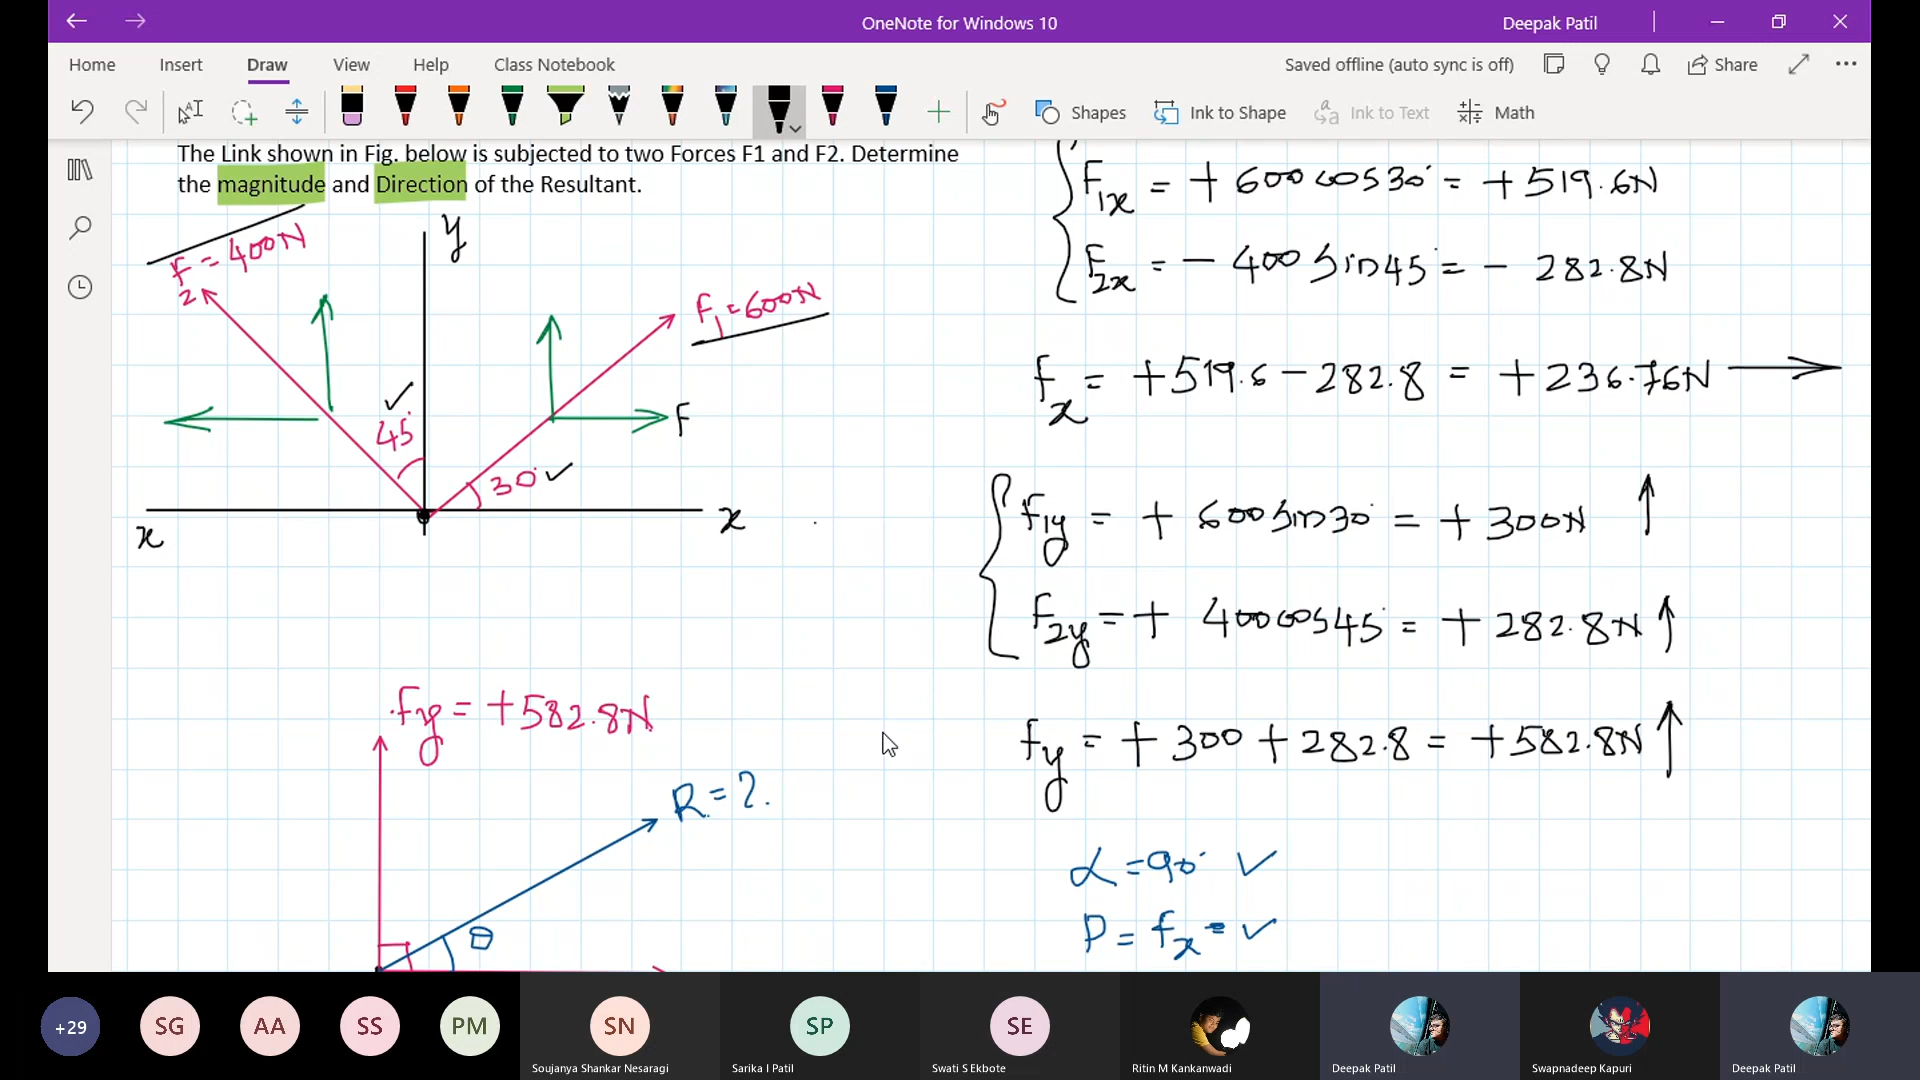 OneNote for Windows 10
Deepak Patil
Home Insert Draw View Help Class Notebook
Saved offline (auto sync is off)
Share
Shapes
Ink to Shape
Ink to Text
Math
The Link shown in Fig. below is subjected to two Forces F1 and F2. Determine
the magnitude and Direction of the Resultant.
F2 = 400N
y
F1 = 600N
45°
F
30°
x
x
Fy = +582.8N
R = ?
θ
F1x = + 600 cos30° = +519.6N
F2x = - 400 Sin45° = - 282.8N
Fx = +519.6 - 282.8 = +236.76N
F1y = + 600 Sin30° = + 300N ↑
F2y = + 400cos45° = + 282.8N ↑
Fy = + 300 + 282.8 = +582.8N ↑
α = 90° ✓
P = Fx = ✓
+29
SG
AA
SS
PM
SN
SP
SE
Soujanya Shankar Nesaragi
Sarika I Patil
Swati S Ekbote
Ritin M Kankanwadi
Deepak Patil
Swapnadeep Kapuri
Deepak Patil